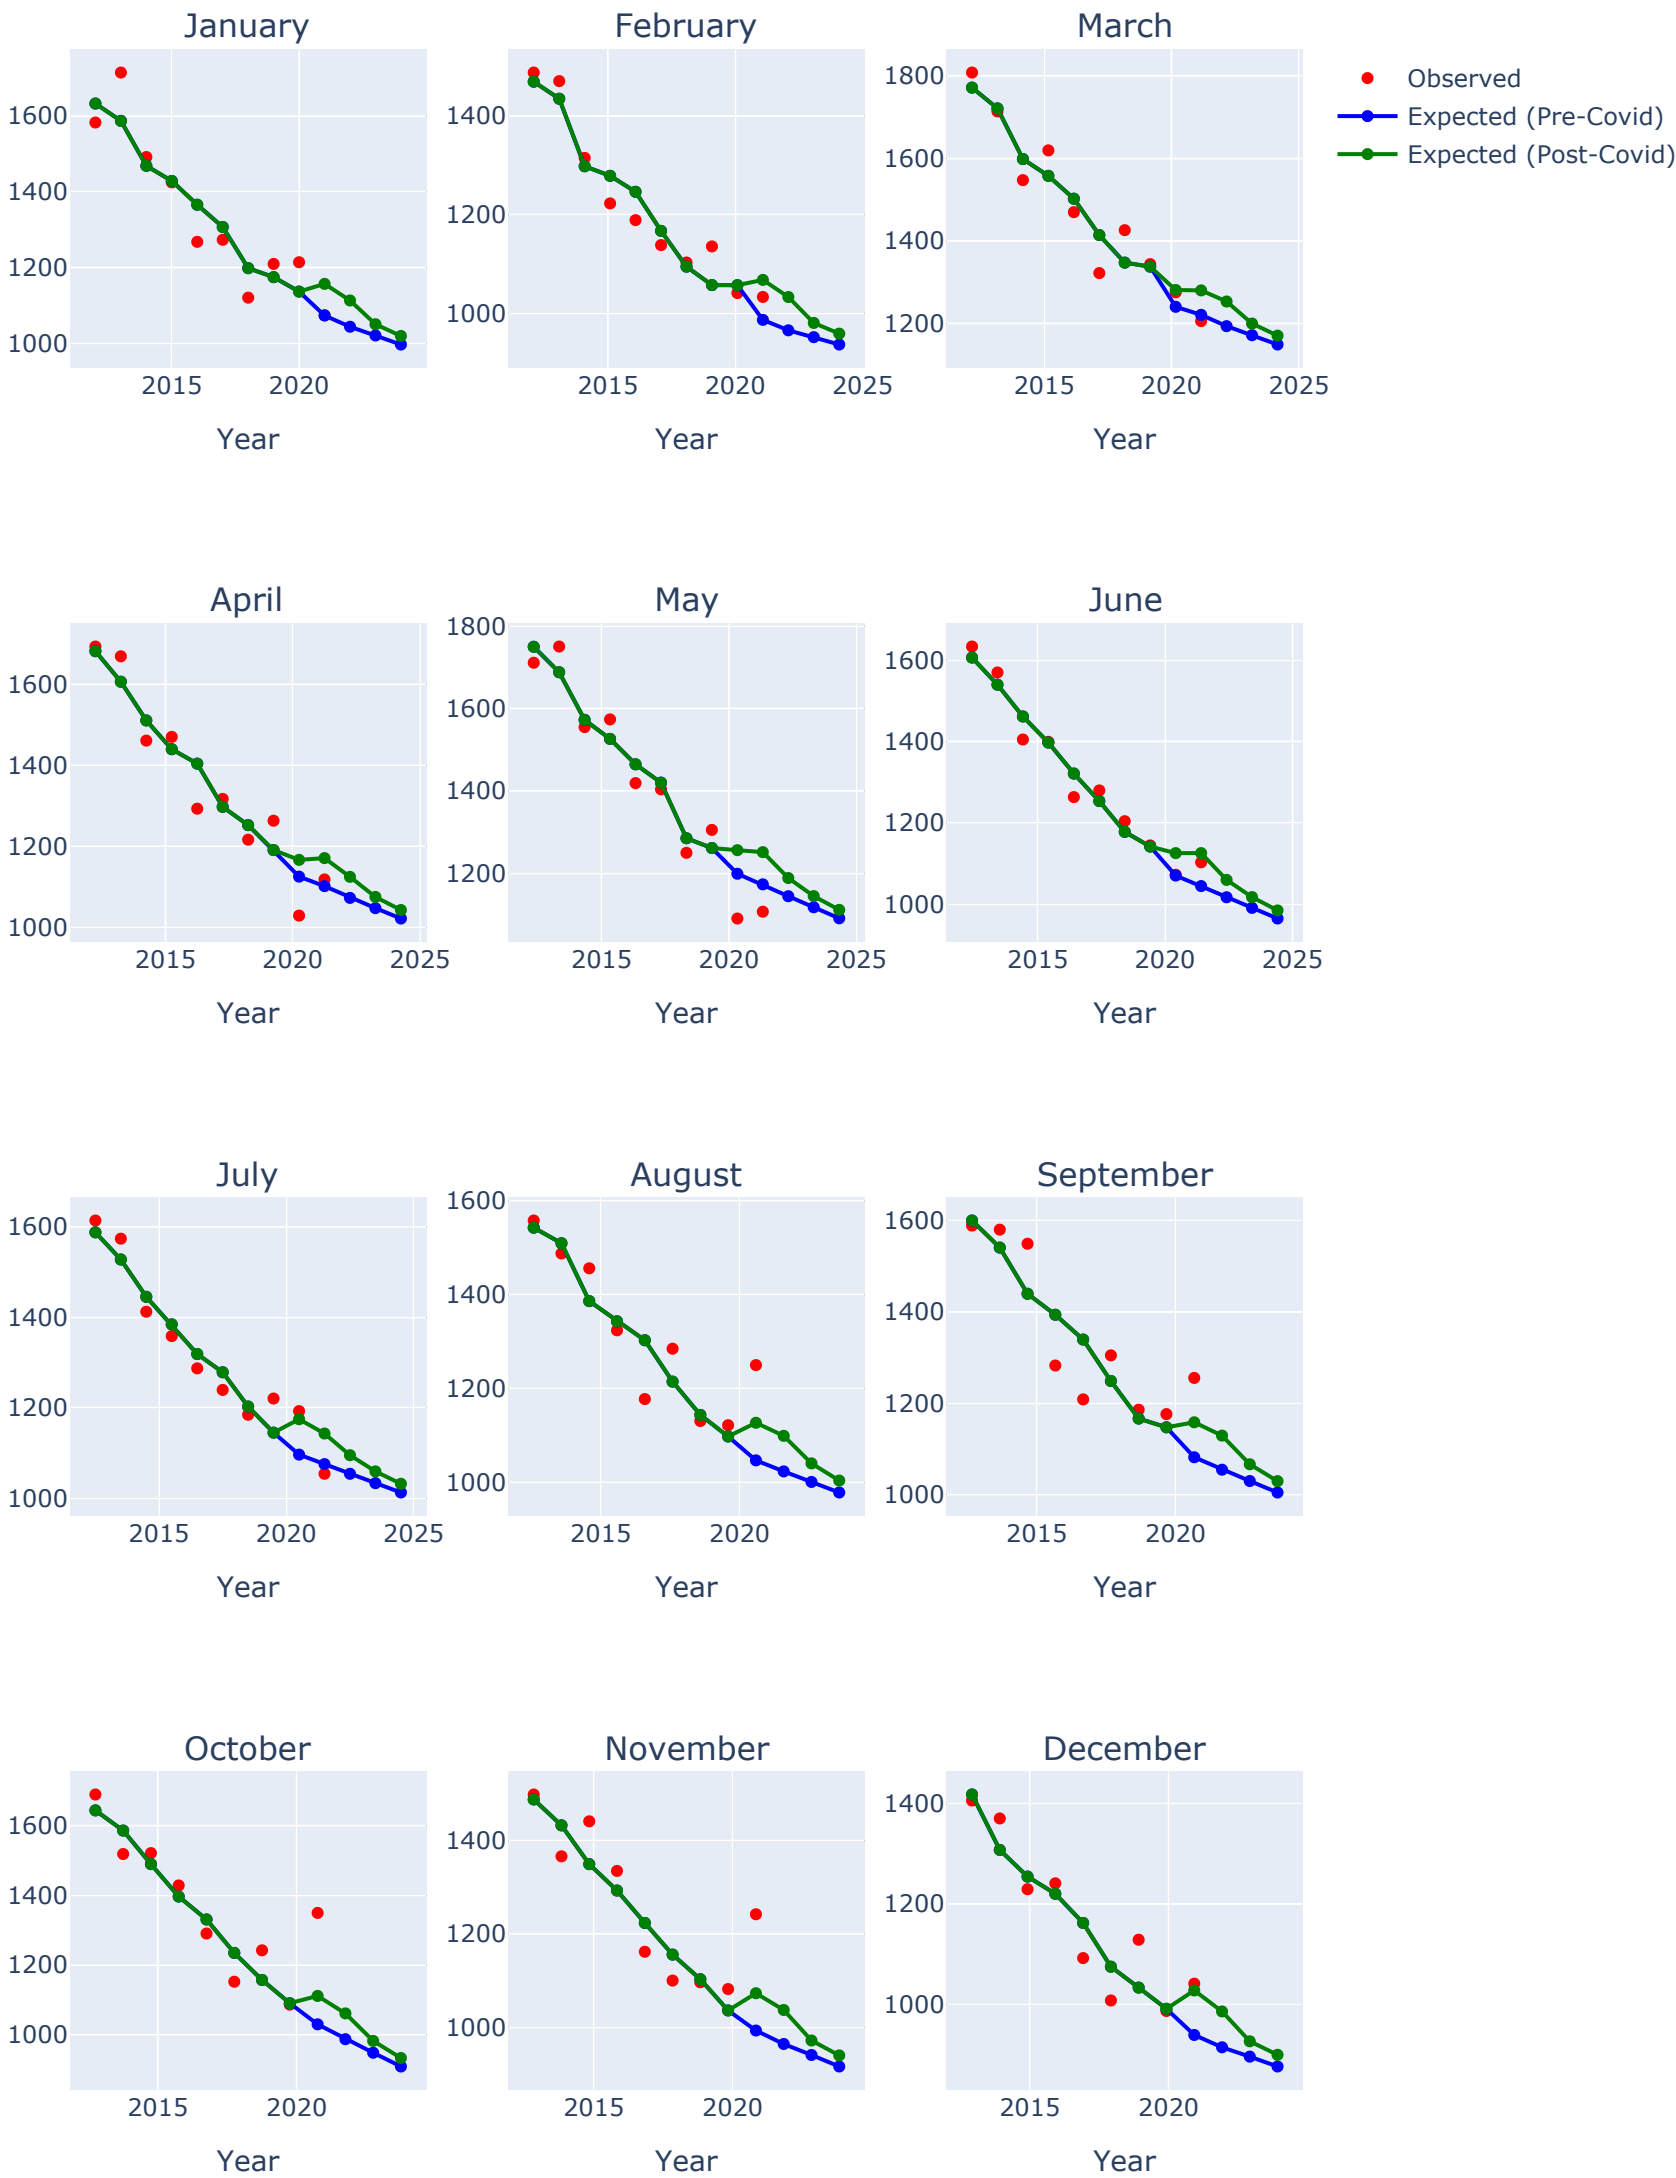 January February March
1600
1400
1200
1000
2015 2020
Year
1400
1200
1000
2015 2020 2025
Year
1800
1600
1400
1200
2015 2020 2025
Year
Observed
Expected (Pre-Covid)
Expected (Post-Covid)
April May June
1600
1400
1200
1000
2015 2020 2025
Year
1800
1600
1400
1200
2015 2020 2025
Year
1600
1400
1200
1000
2015 2020 2025
Year
July August September
1600
1400
1200
1000
2015 2020 2025
Year
1600
1400
1200
1000
2015 2020
Year
1600
1400
1200
1000
2015 2020
Year
October November December
1600
1400
1200
1000
2015 2020
Year
1400
1200
1000
2015 2020
Year
1400
1200
1000
2015 2020
Year